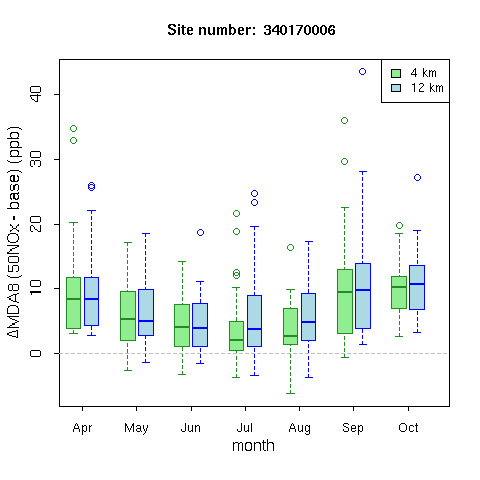 Site number: 340170006
4 km
12 km
ΔMDA8 (50NOx - base) (ppb)
40
30
20
10
0
Apr May Jun Jul Aug Sep Oct
month